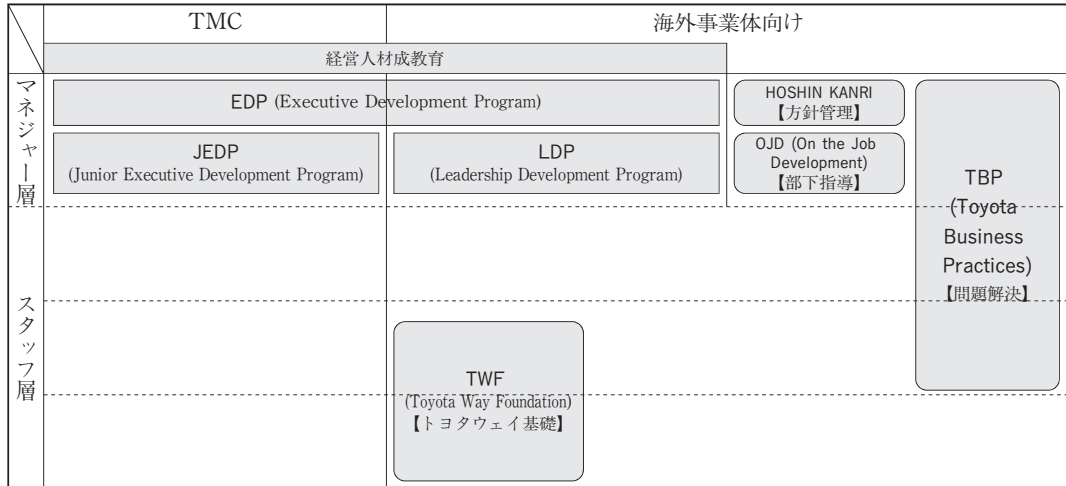 TMC
海外事業体向け
経営人材成教育
マネジャー層
EDP (Executive Development Program)
HOSHIN KANRI
【方針管理】
JEDP
(Junior Executive Development Program)
LDP
(Leadership Development Program)
OJD (On the Job
Development)
【部下指導】
TBP
(Toyota
Business
Practices)
【問題解決】
スタッフ層
TWF
(Toyota Way Foundation)
【トヨタウェイ基礎】